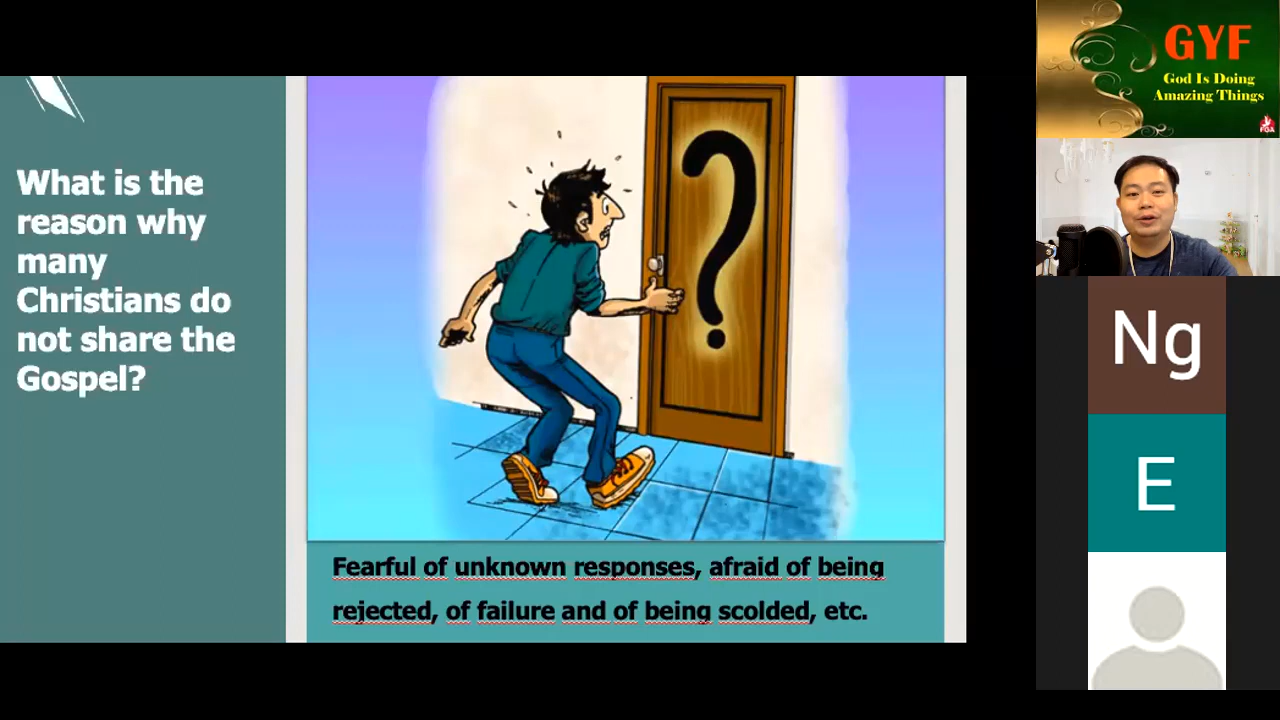 What is the
reason why
many
Christians do
not share the
Gospel?
?
Fearful of unknown responses, afraid of being
rejected, of failure and of being scolded, etc.
GYF
God Is Doing
Amazing Things
FGA
Ng
E